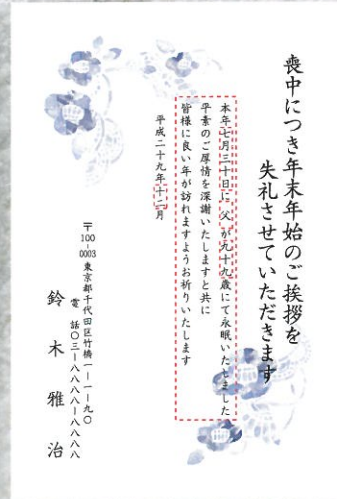 喪中につき年末年始のご挨拶を
失礼させていただきます
本年七月三十日に 父 が九十九歳にて永眠いたしました
平素のご厚情を深謝いたしますと共に
皆様に良い年が訪れますようお祈りいたします
平成二十九年十二月
〒100-0003 東京都千代田区竹橋一ー一ー九〇
電 話〇三ー八八八八ー八八八八
鈴木雅治